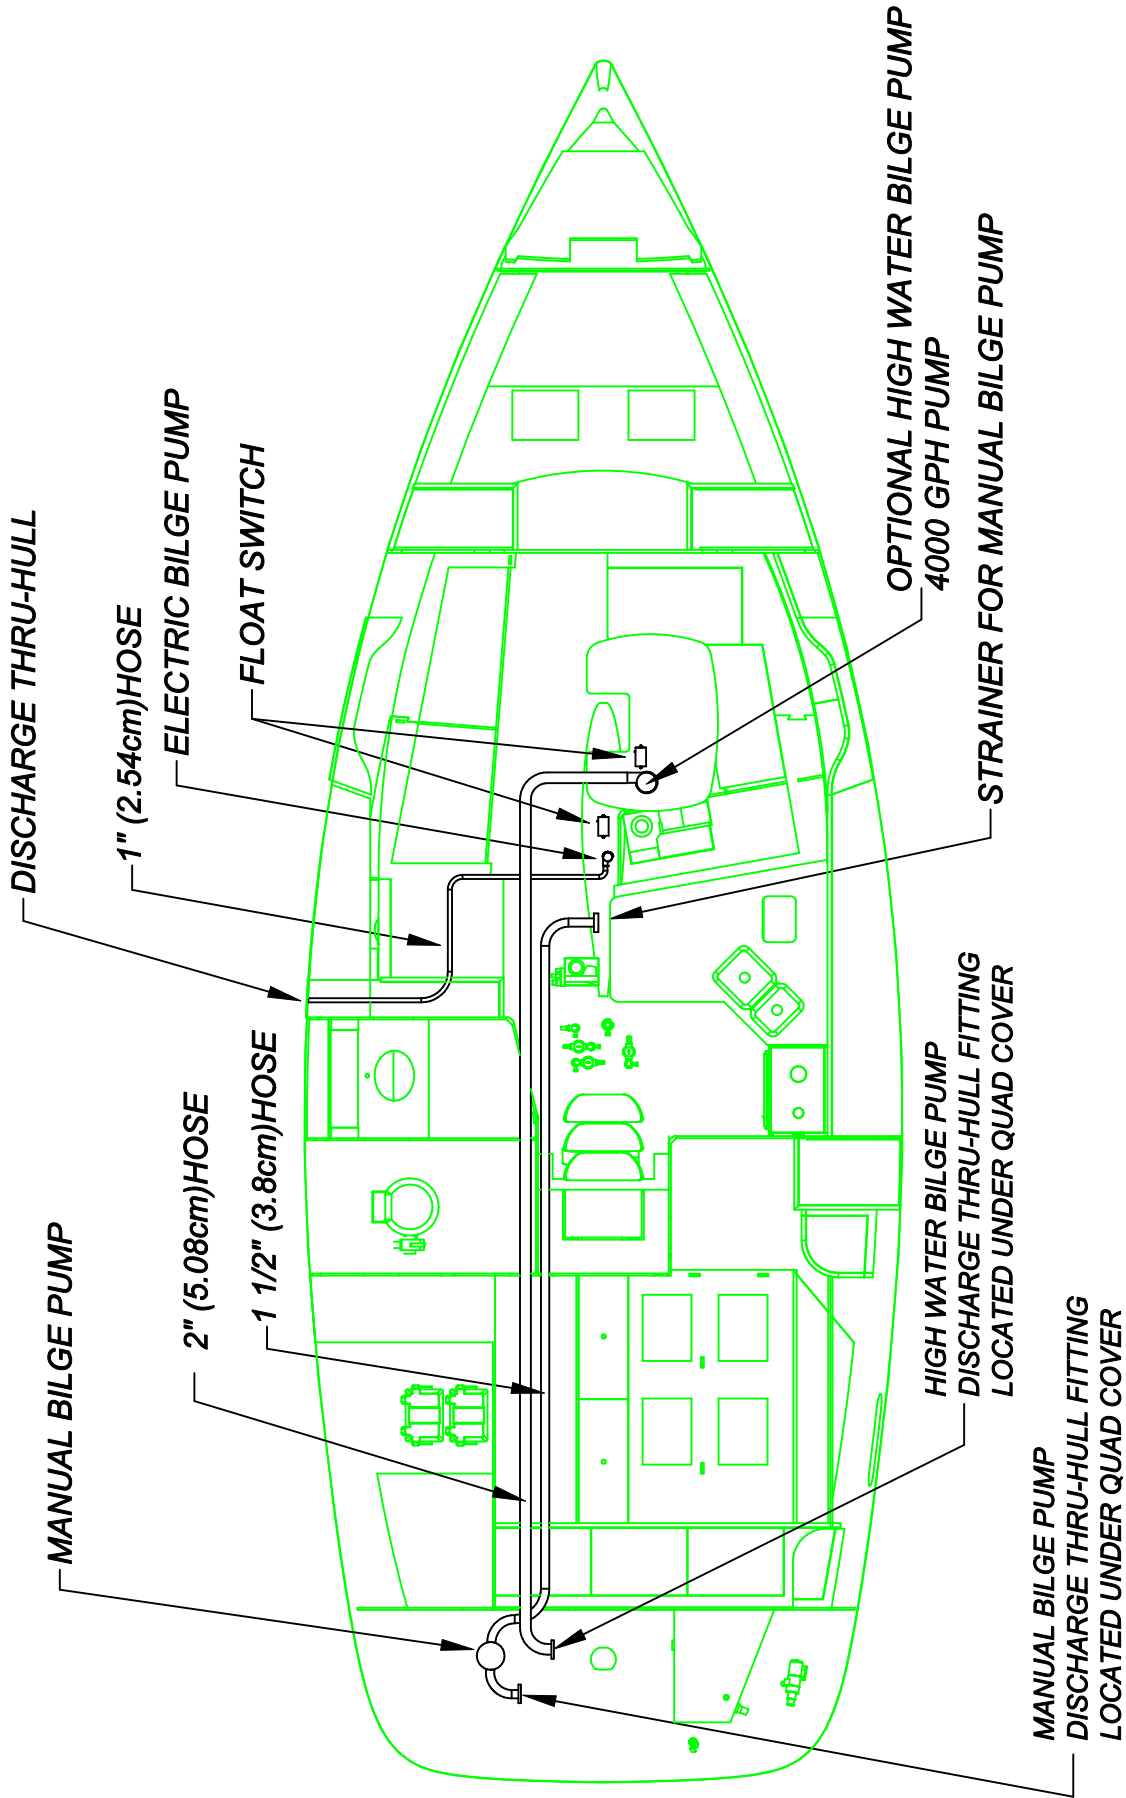 DISCHARGE THRU-HULL
1" (2.54cm)HOSE
ELECTRIC BILGE PUMP
FLOAT SWITCH
MANUAL BILGE PUMP
2" (5.08cm)HOSE
1 1/2" (3.8cm)HOSE
OPTIONAL HIGH WATER BILGE PUMP
4000 GPH PUMP
STRAINER FOR MANUAL BILGE PUMP
HIGH WATER BILGE PUMP
DISCHARGE THRU-HULL FITTING
LOCATED UNDER QUAD COVER
MANUAL BILGE PUMP
DISCHARGE THRU-HULL FITTING
LOCATED UNDER QUAD COVER